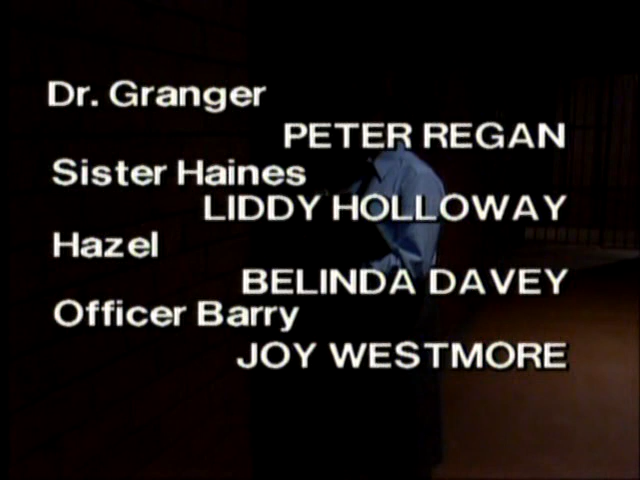 Dr. Granger
PETER REGAN
Sister Haines
LIDDY HOLLOWAY
Hazel
BELINDA DAVEY
Officer Barry
JOY WESTMORE